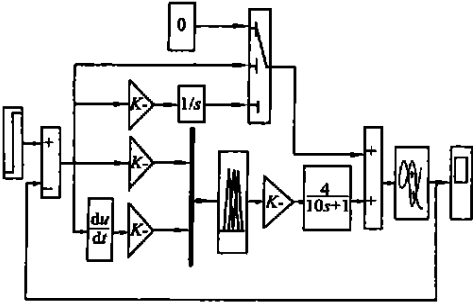 0
K-
1/s
+
-
K-
du
dt
K-
K-
4
10s+1
+
+